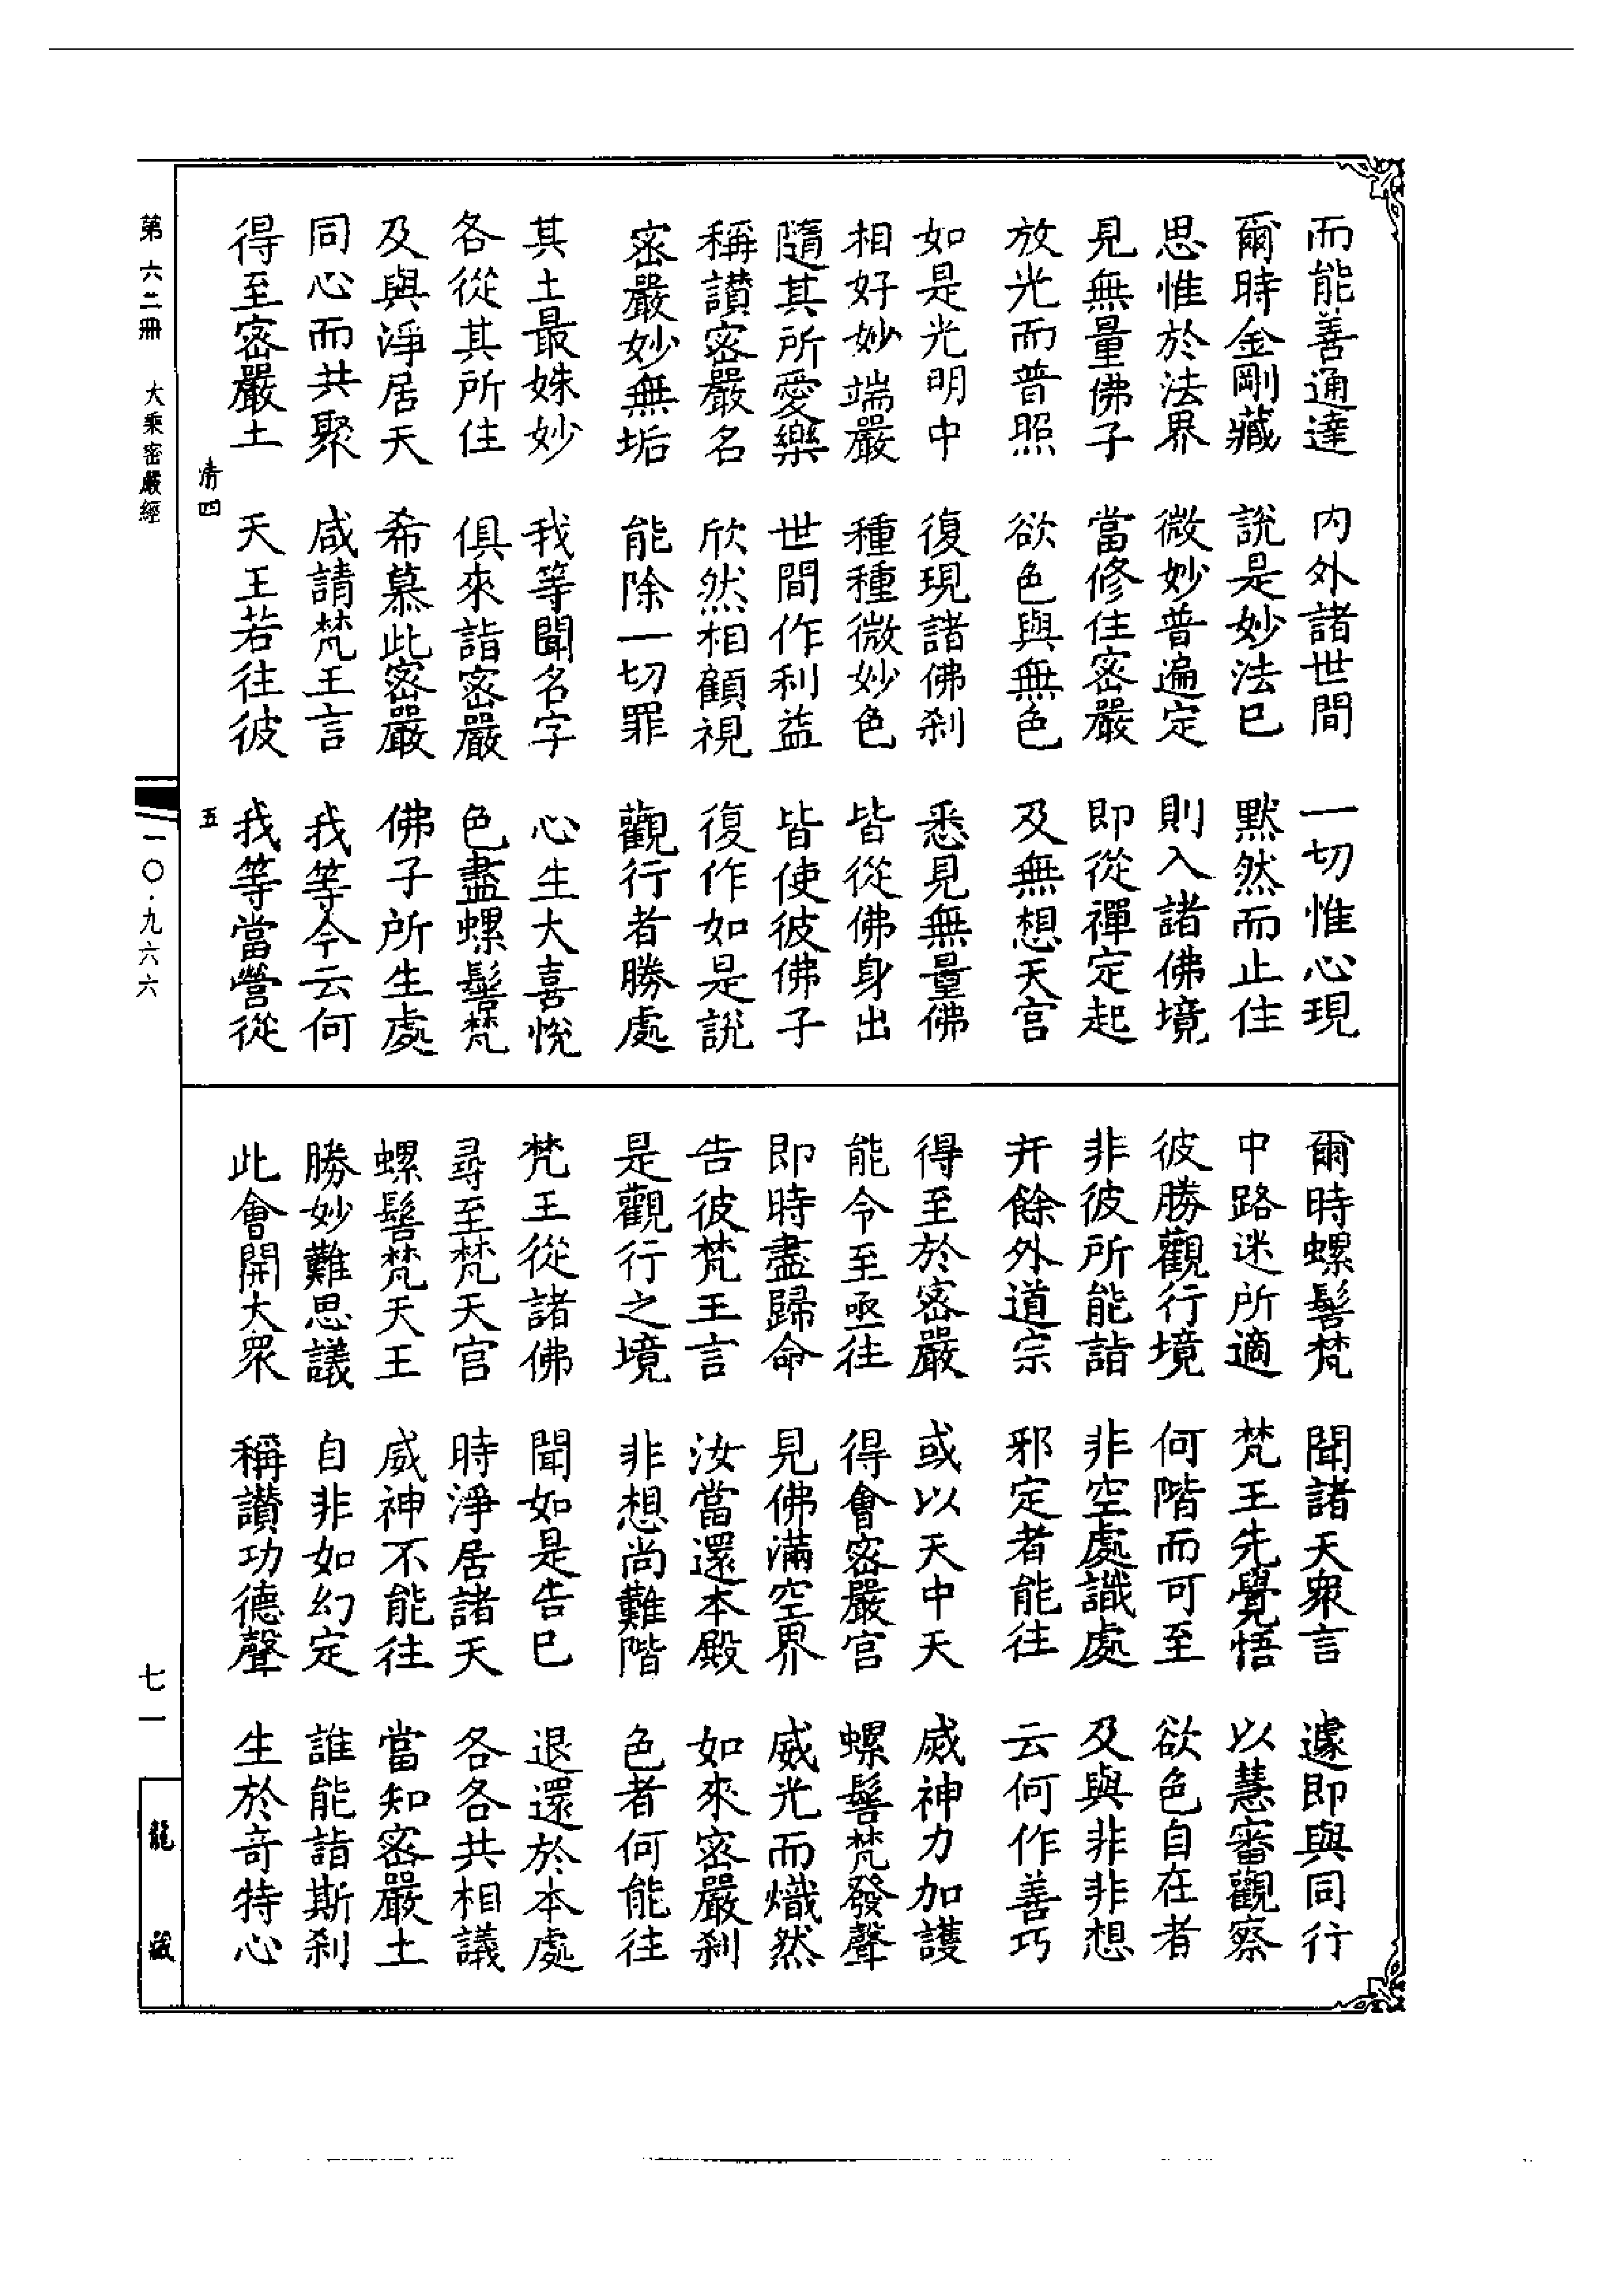 而能善通達　内外諸世間　一切惟心現
爾時金剛藏　説是妙法已　默然而止住
思惟於法界　微妙普遍定　則入諸佛境
見無量佛子　當修住密嚴　即從禪定起
放光而普照　欲色與無色　及無想天宫
如是光明中　復現諸佛刹　悉見無量佛
相好妙端嚴　種種微妙色　皆從佛身出
隨其所愛樂　世間作利益　皆使彼佛子
稱讃密嚴名　欣然相顧視　復作如是說
密嚴妙無垢　能除一切罪　觀行者勝處
其土最姝妙　我等聞名字　心生大喜悅
各從其所住　俱來詣密嚴　色盡螺髻梵
及與淨居天　希慕此密嚴　佛子所生處
同心而共聚　咸請梵王言　我等今云何
得至密嚴土　天王若往彼　我等當營從
爾時螺髻梵　聞諸天衆言　遽即與同行
中路迷所適　梵王先覺悟　以慧審觀察
彼勝觀行境　何階而可至　欲色自在者
非彼所能詣　非空處識處　及與非非想
并餘外道宗　邪定者能往　云何作善巧
得至於密嚴　或以天中天　威神力加護
能令至亟往　得會密嚴宫　螺髻梵發聲
即時盡歸命　見佛滿空界　威光而熾然
告彼梵王言　汝當還本殿　如來密嚴刹
是觀行之境　非想尚難階　色者何能往
梵王從諸佛　聞如是告已　退還於本處
尋至梵天宫　時淨居諸天　各各共相議
螺髻梵天王　威神不能往　當知密嚴土
勝妙難思議　自非如幻定　誰能詣斯刹
此會開大衆　稱讃功德聲　生於奇特心
清四　五
第六二冊　大乘密嚴經　一〇·九六六　七一　龍藏